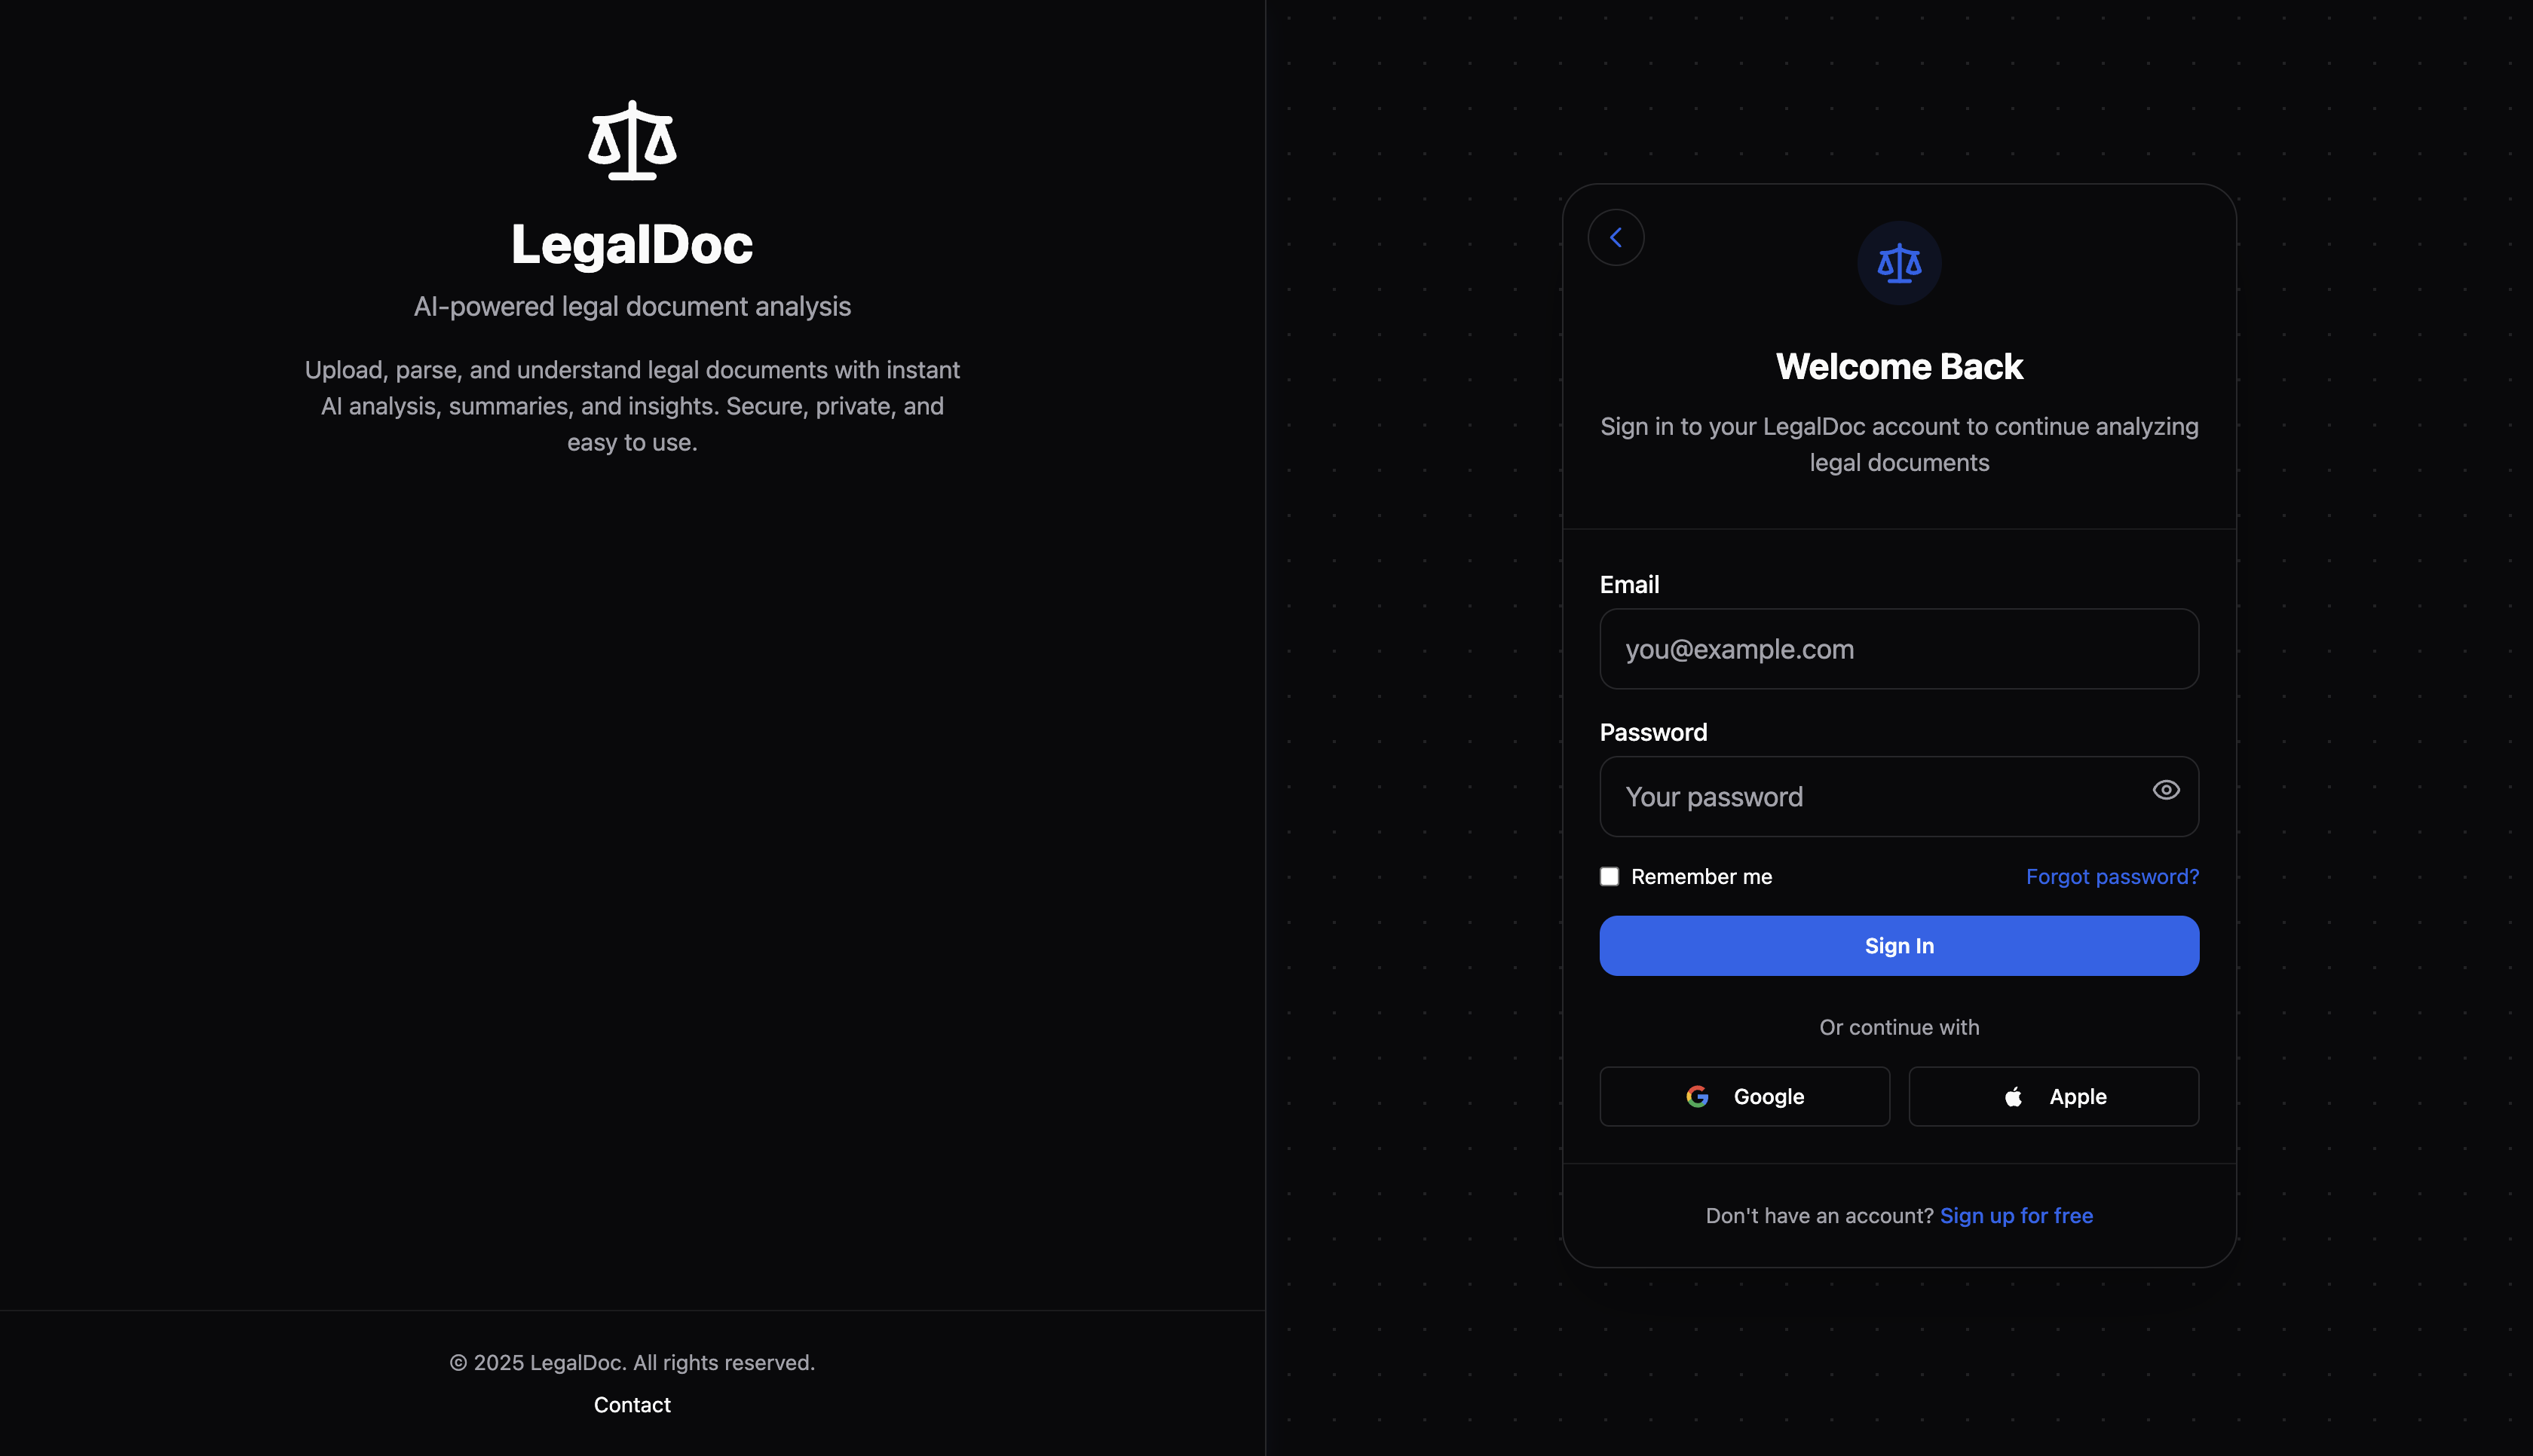 LegalDoc
AI-powered legal document analysis
Upload, parse, and understand legal documents with instant
AI analysis, summaries, and insights. Secure, private, and
easy to use.
© 2025 LegalDoc. All rights reserved.
Contact
Welcome Back
Sign in to your LegalDoc account to continue analyzing
legal documents
Email
you@example.com
Password
Your password
Remember me
Forgot password?
Sign In
Or continue with
Google
Apple
Don't have an account? Sign up for free